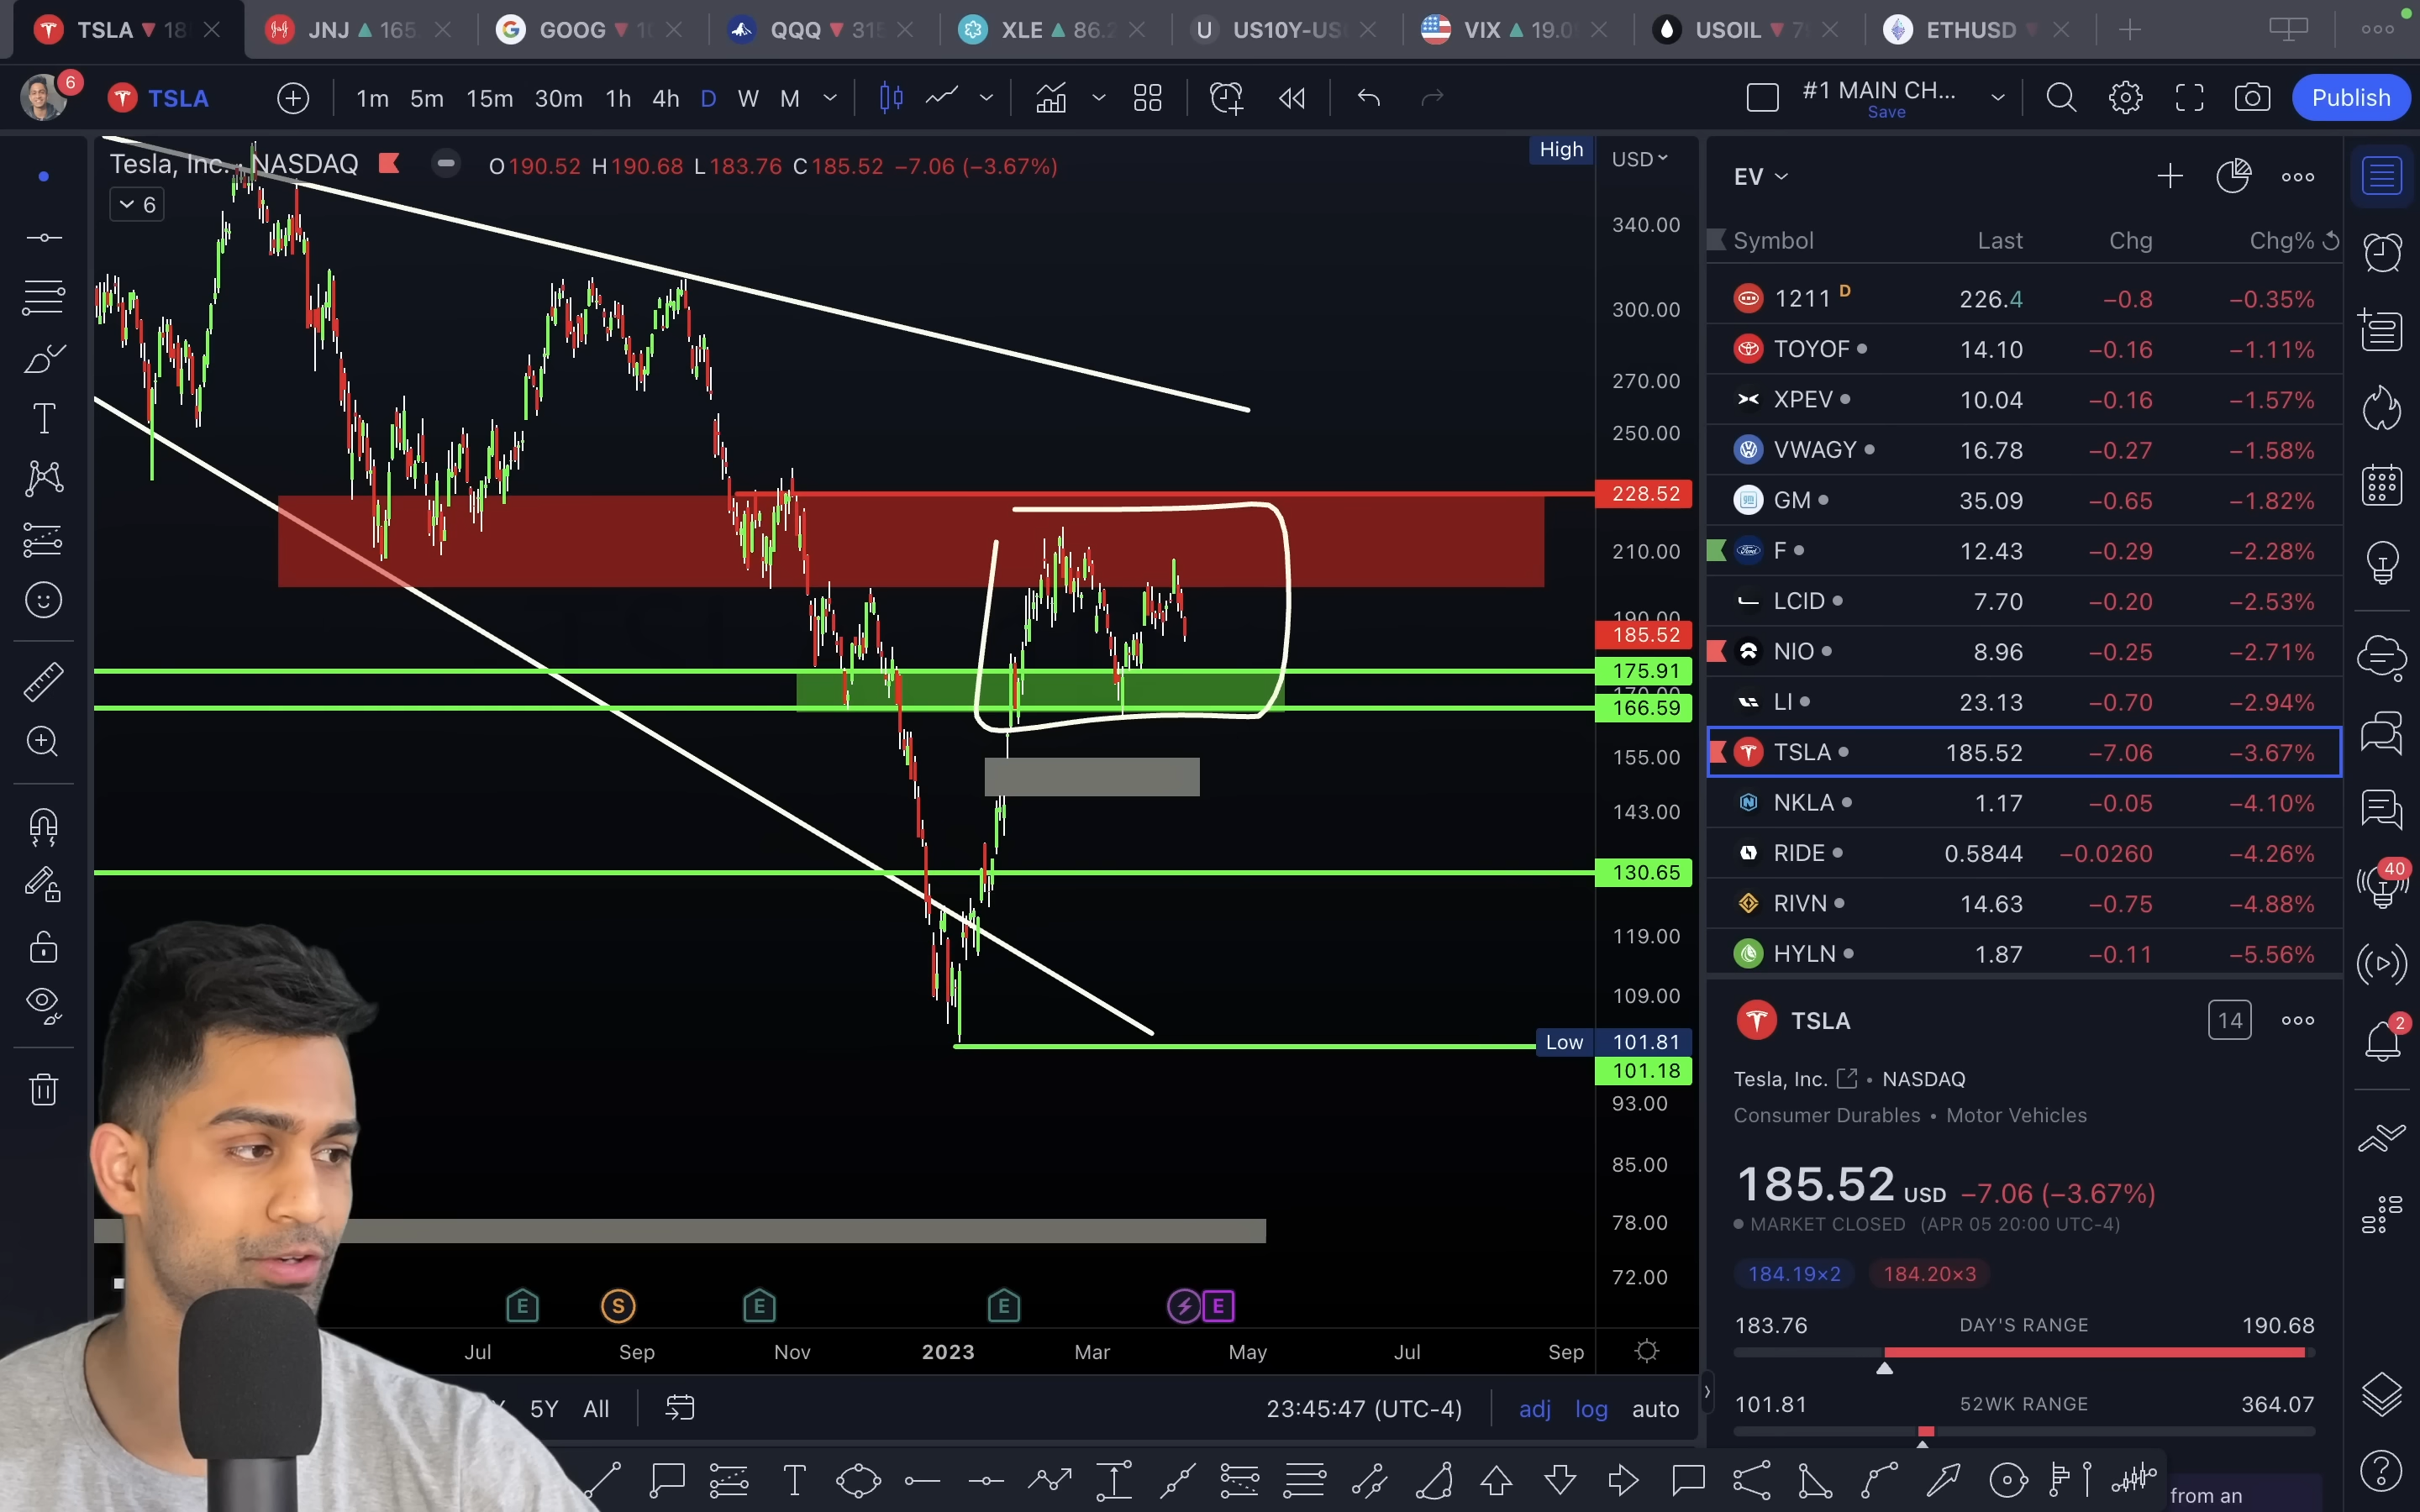 TSLA 18
JNJ 165
GOOG
QQQ 315
XLE 86.2
US10Y-US
VIX 19.0
USOIL 7
ETHUSD
6
TSLA
1m 5m 15m 30m 1h 4h D W M
#1 MAIN CH...
Save
Publish
Tesla, Inc. NASDAQ
O190.52 H190.68 L183.76 C185.52 −7.06 (−3.67%)
6
High
USD
340.00
300.00
270.00
250.00
228.52
210.00
190.00
185.52
175.91
170.00
166.59
155.00
143.00
130.65
119.00
109.00
Low 101.81
101.18
93.00
85.00
78.00
72.00
E S E E E
Jul Sep Nov 2023 Mar May Jul Sep
5Y All
23:45:47 (UTC-4)
adj log auto
EV
Symbol Last Chg Chg%
1211 D 226.4 −0.8 −0.35%
TOYOF 14.10 −0.16 −1.11%
XPEV 10.04 −0.16 −1.57%
VWAGY 16.78 −0.27 −1.58%
GM 35.09 −0.65 −1.82%
F 12.43 −0.29 −2.28%
LCID 7.70 −0.20 −2.53%
NIO 8.96 −0.25 −2.71%
LI 23.13 −0.70 −2.94%
TSLA 185.52 −7.06 −3.67%
NKLA 1.17 −0.05 −4.10%
RIDE 0.5844 −0.0260 −4.26%
RIVN 14.63 −0.75 −4.88%
HYLN 1.87 −0.11 −5.56%
TSLA
14
Tesla, Inc. • NASDAQ
Consumer Durables • Motor Vehicles
185.52 USD −7.06 (−3.67%)
MARKET CLOSED (APR 05 20:00 UTC-4)
184.19×2 184.20×3
183.76 DAY'S RANGE 190.68
101.81 52WK RANGE 364.07
from an
40
2